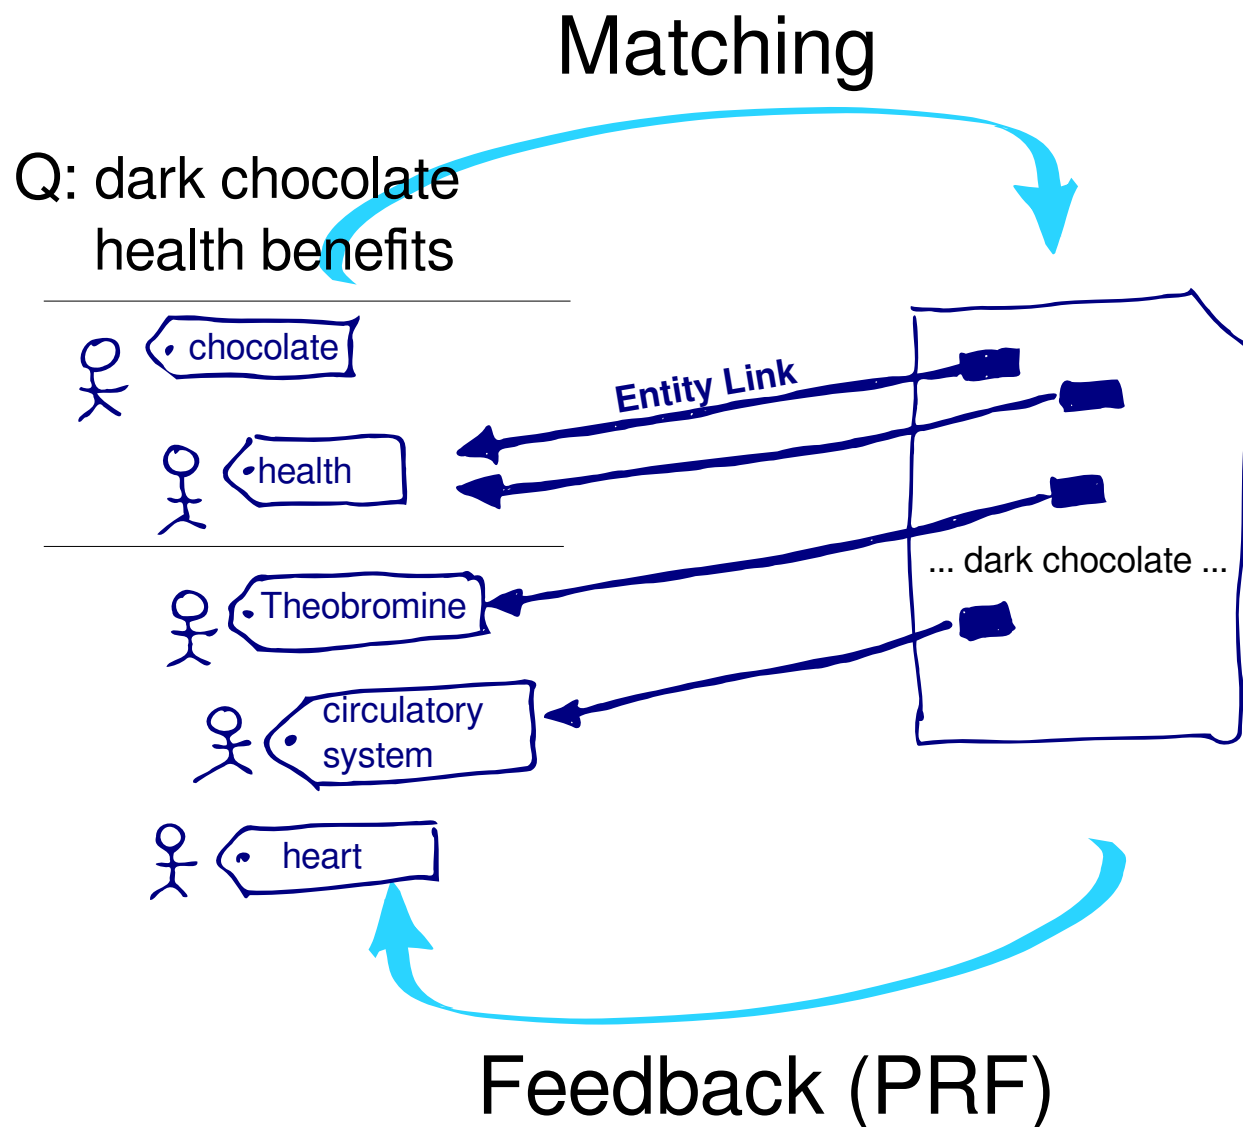 Matching
Q: dark chocolate
health benefits
chocolate
Entity Link
health
... dark chocolate ...
Theobromine
circulatory
system
heart
Feedback (PRF)